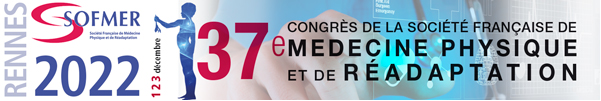 RENNES
SOFMER
Société Française de Médecine
Physique et de Réadaptation
2022
1 2 3 décembre
37e
CONGRÈS DE LA SOCIÉTÉ FRANÇAISE DE
MEDECINE PHYSIQUE
ET DE RÉADAPTATION